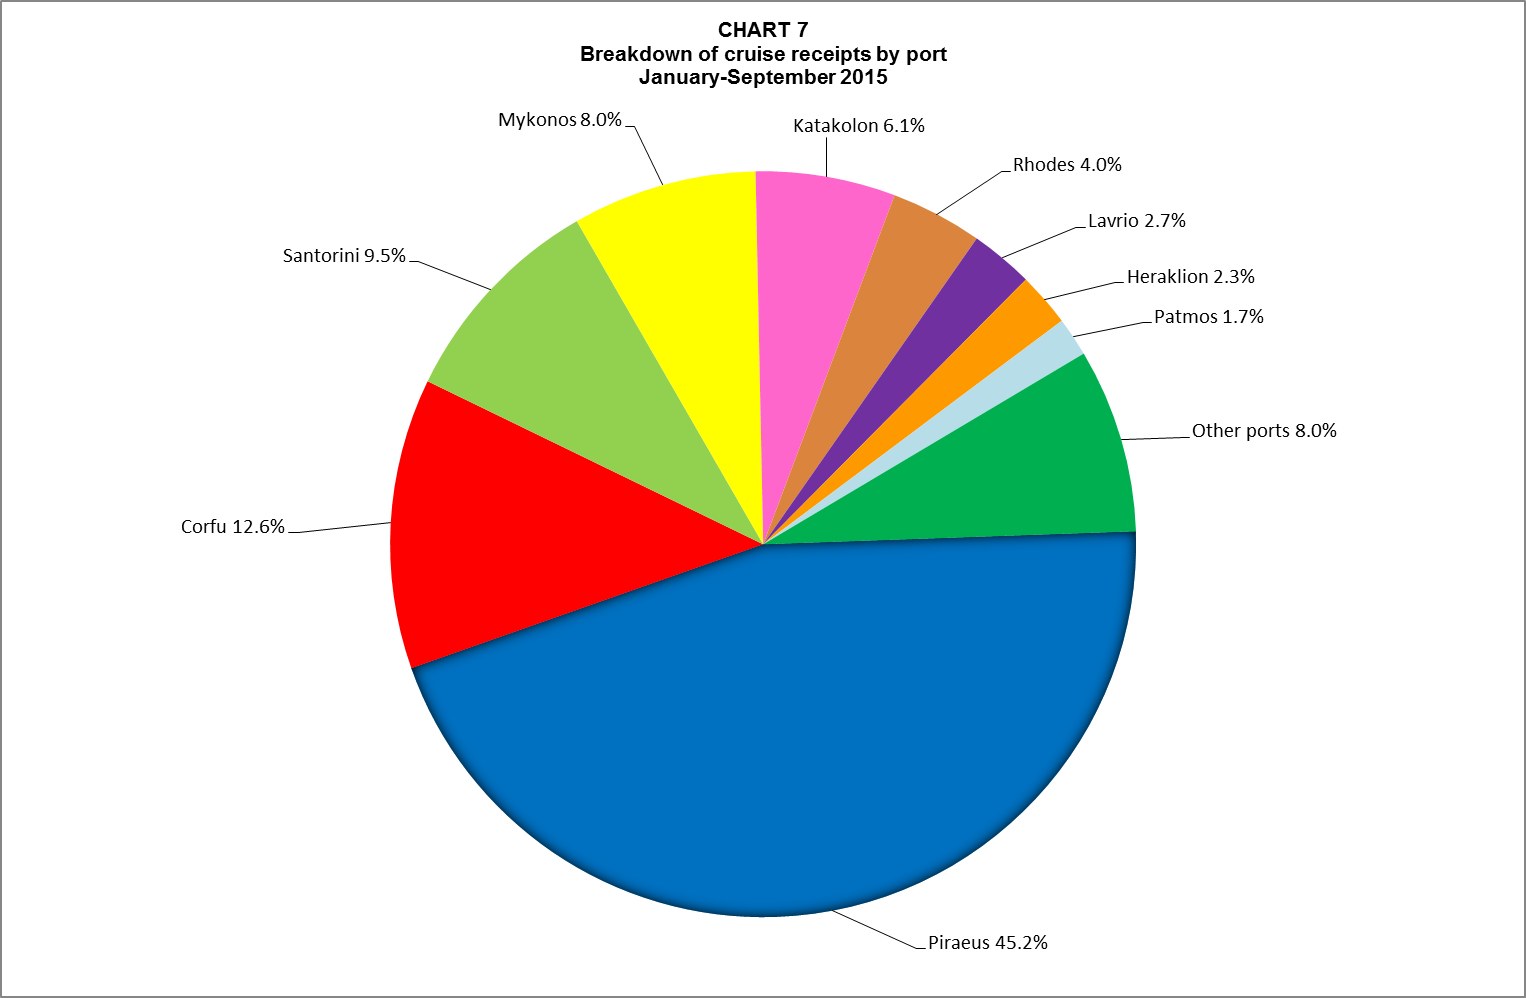 CHART 7
Breakdown of cruise receipts by port
January-September 2015
Mykonos 8.0%
Katakolon 6.1%
Rhodes 4.0%
Lavrio 2.7%
Santorini 9.5%
Heraklion 2.3%
Patmos 1.7%
Other ports 8.0%
Corfu 12.6%
Piraeus 45.2%